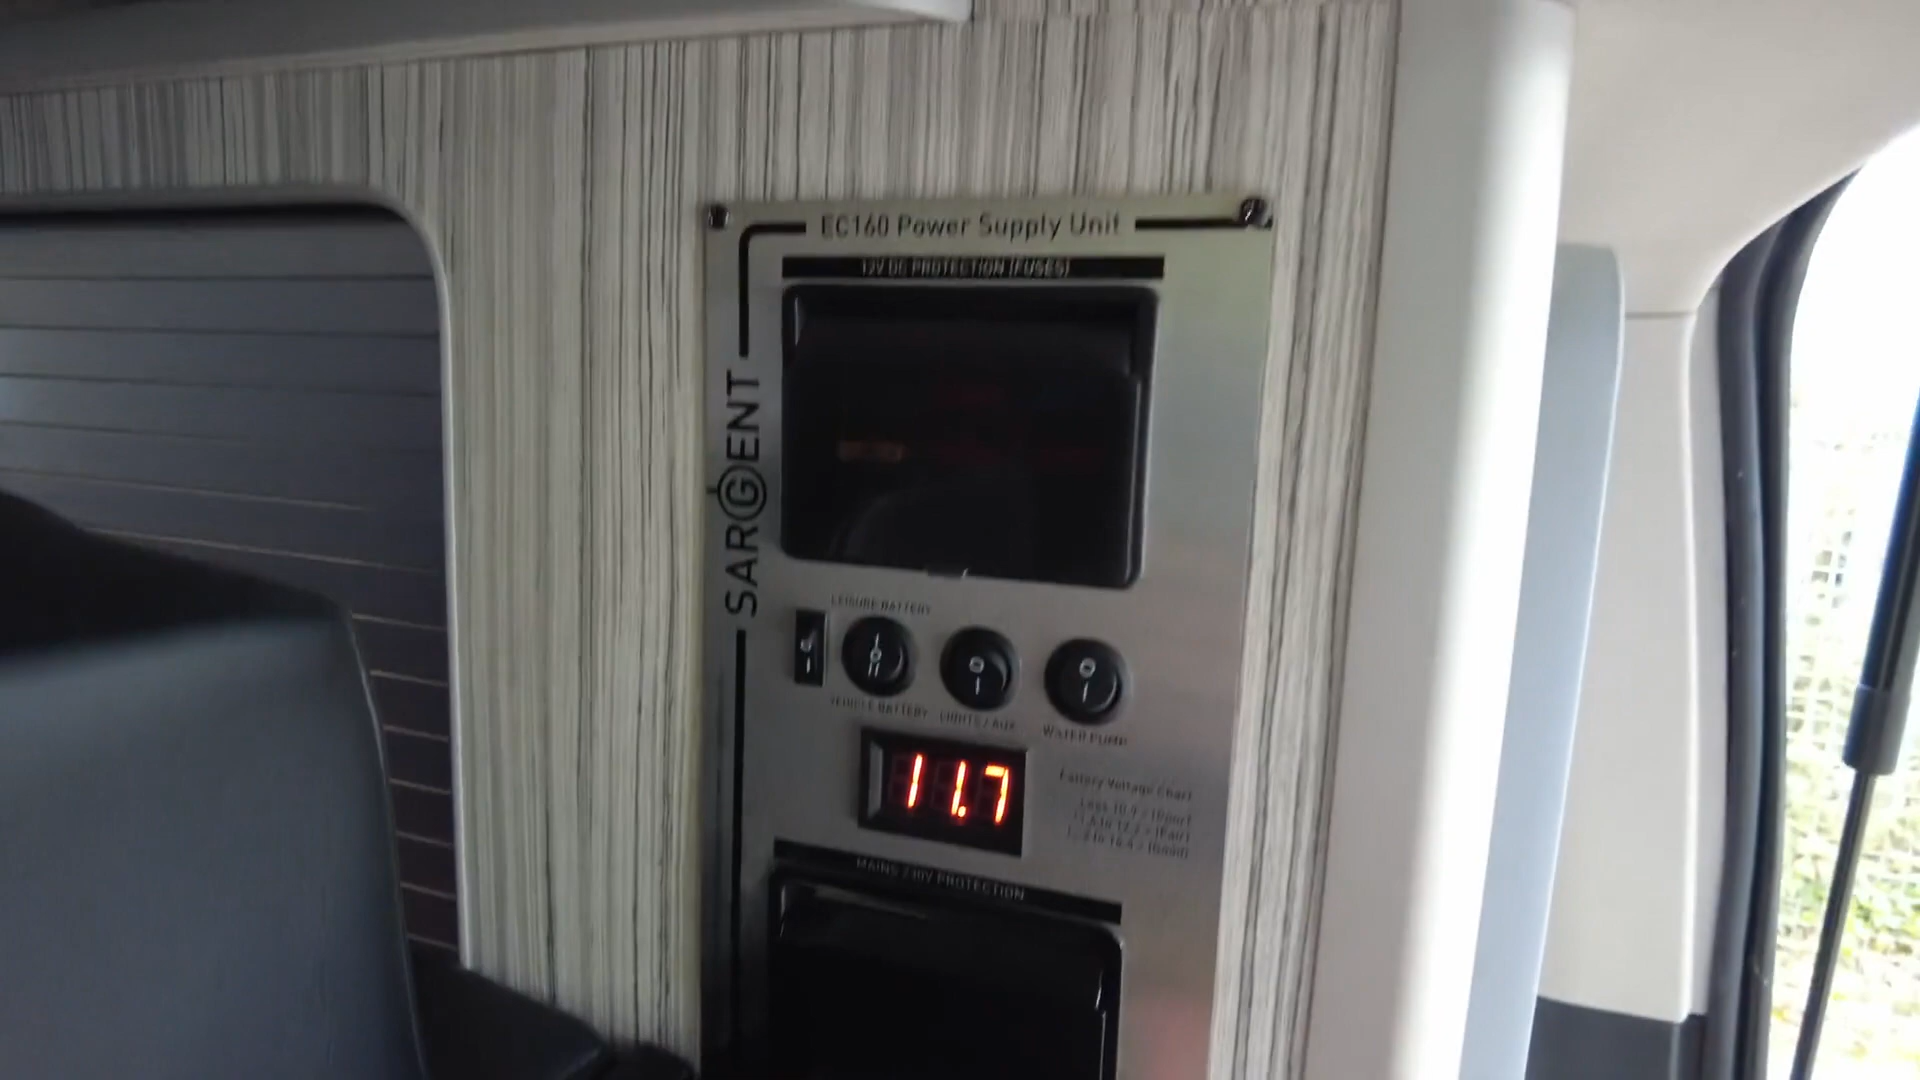 EC160 Power Supply Unit
12V DC PROTECTION (FUSES)
SARGENT
LEISURE BATTERY
I
O
II
O
I
O
I
VEHICLE BATTERY
LIGHTS / AUX
WATER PUMP
11.7
Battery Voltage Chart
MAINS 230V PROTECTION